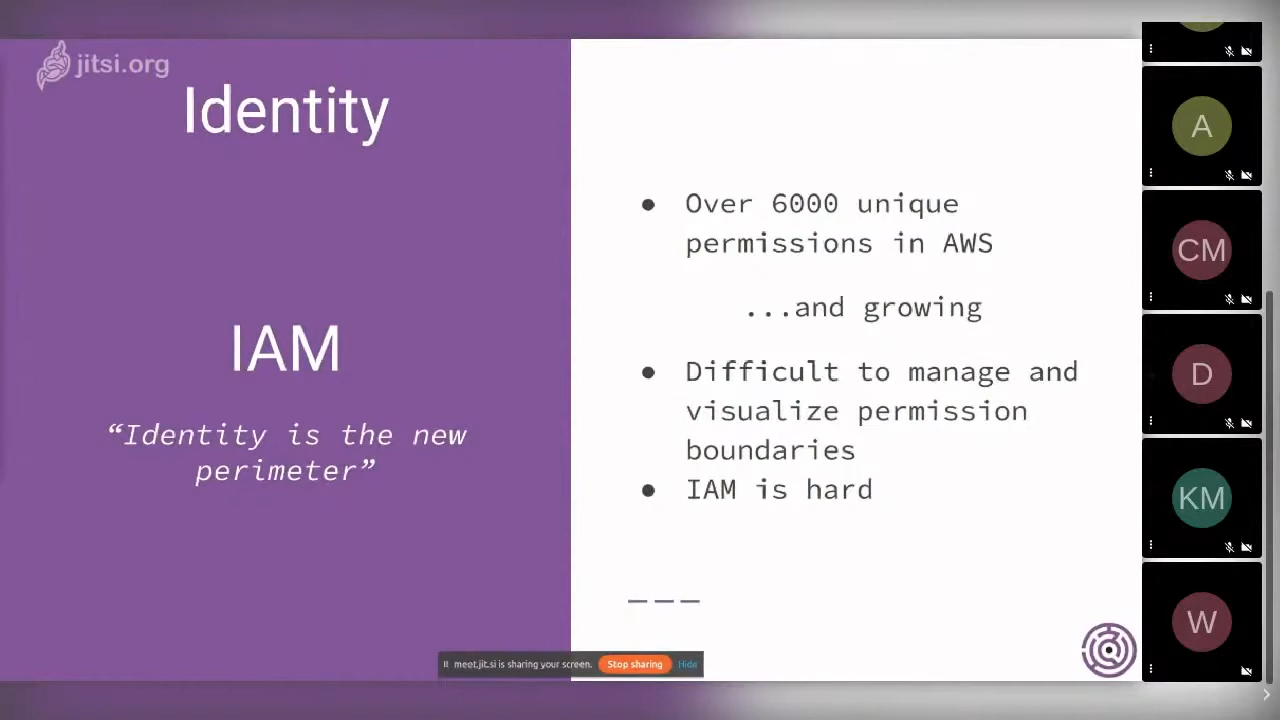 jitsi.org
Identity
IAM
“Identity is the new
perimeter”
● Over 6000 unique
permissions in AWS
...and growing
● Difficult to manage and
visualize permission
boundaries
● IAM is hard
meet.jit.si is sharing your screen. Stop sharing Hide
A
CM
D
KM
W